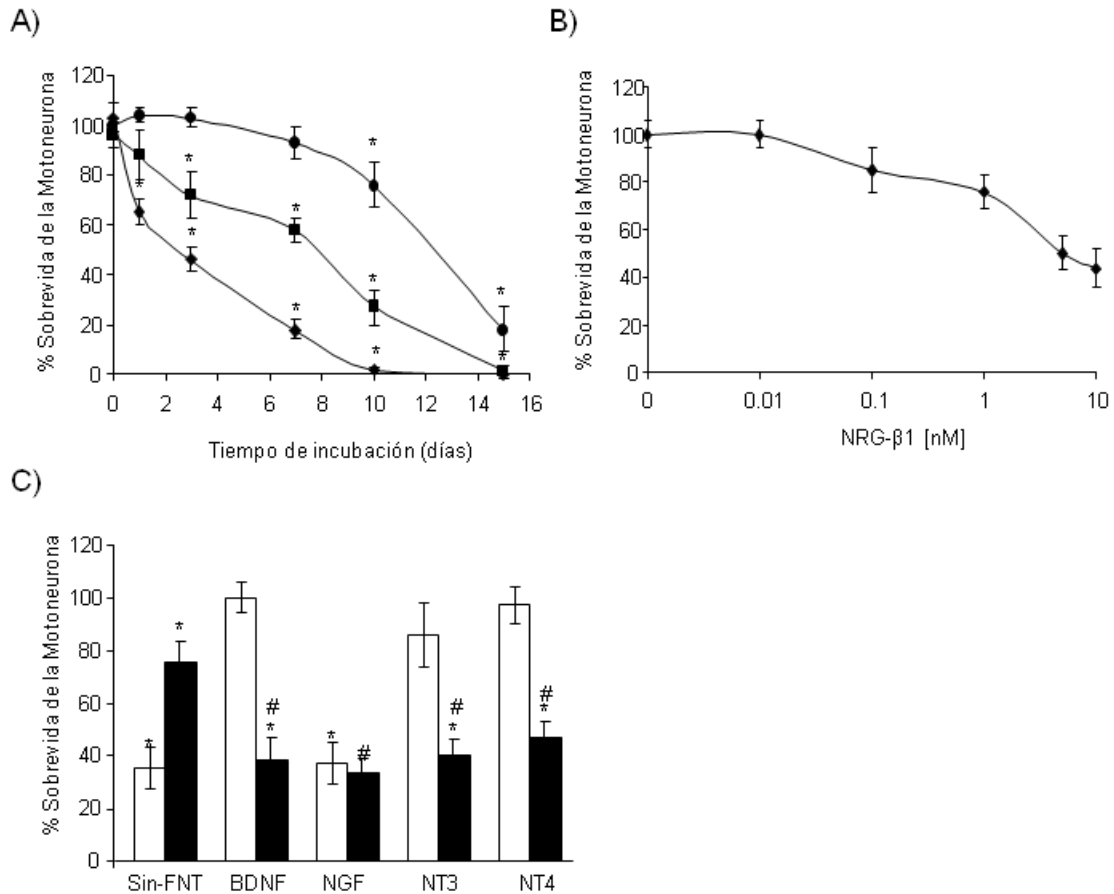 A)
% Sobrevida de la Motoneurona
120
100
80
60
40
20
0
* * * * * * * * *
0 2 4 6 8 10 12 14 16
Tiempo de incubación (días)
B)
% Sobrevida de la Motoneurona
120
100
80
60
40
20
0
0 0.01 0.1 1 10
NRG-β1 [nM]
C)
% Sobrevida de la Motoneurona
120
100
80
60
40
20
0
* * # * * # # * # *
Sin-FNT BDNF NGF NT3 NT4